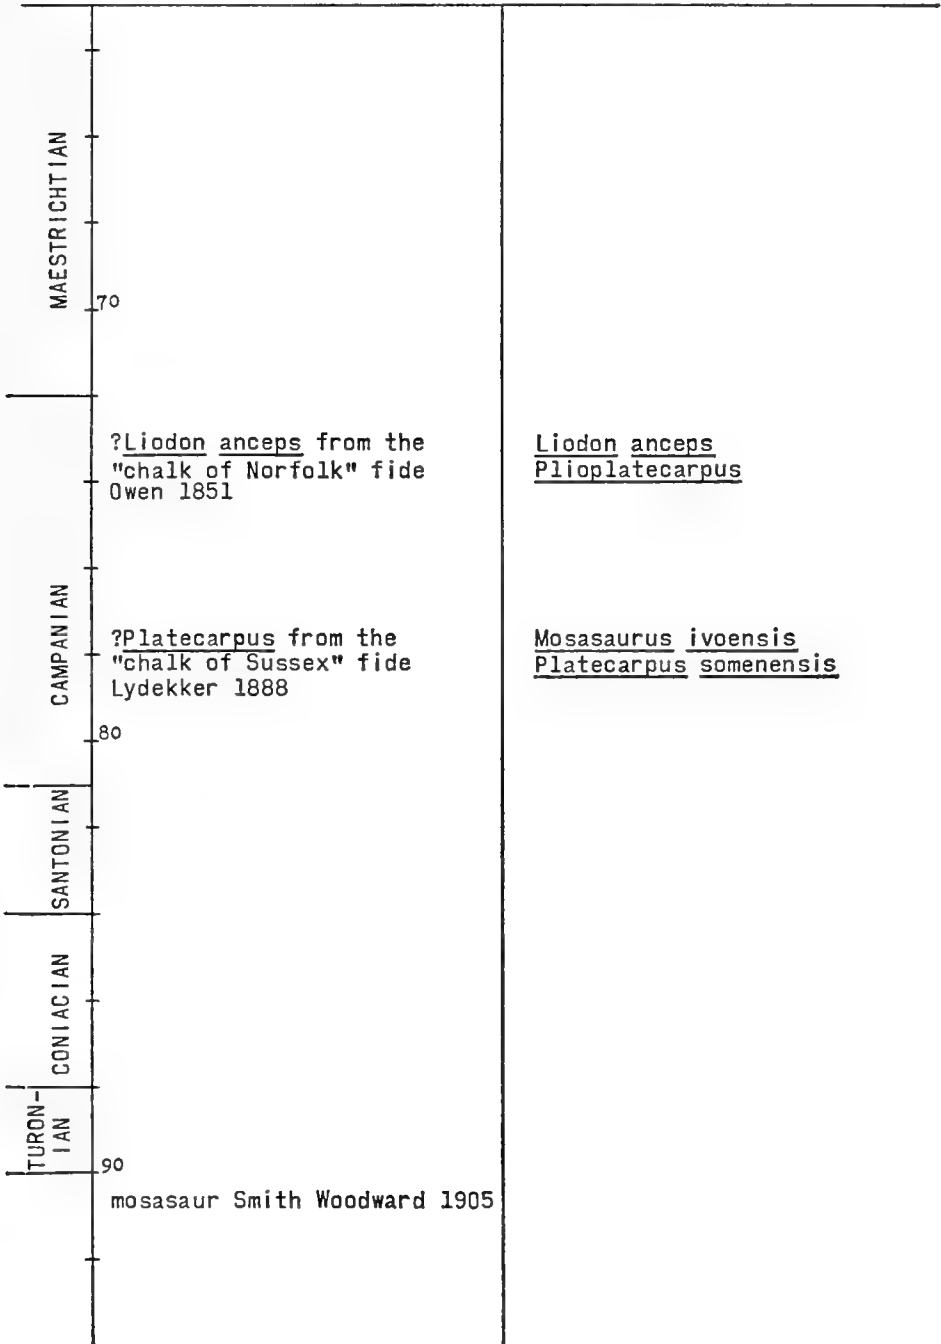 MAESTRICHTIAN
70
?Liodon anceps from the
"chalk of Norfolk" fide
Owen 1851
Liodon anceps
Plioplatecarpus
CAMPANIAN
?Platecarpus from the
"chalk of Sussex" fide
Lydekker 1888
Mosasaurus ivoensis
Platecarpus somenensis
80
SANTONIAN
CONIACIAN
TURON-
IAN
90
mosasaur Smith Woodward 1905